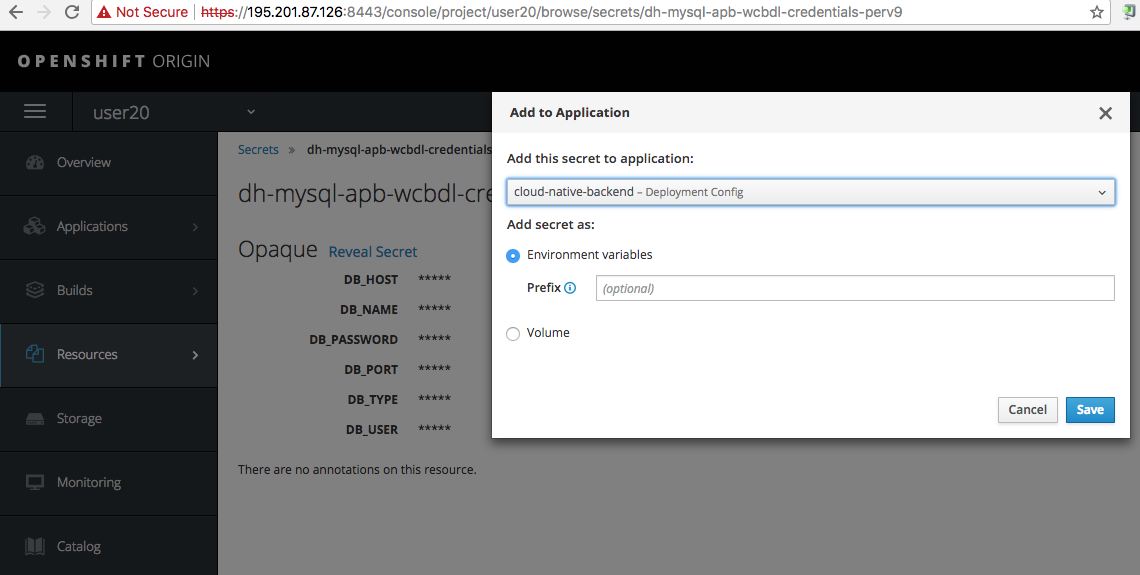 Not Secure https://195.201.87.126:8443/console/project/user20/browse/secrets/dh-mysql-apb-wcbdl-credentials-perv9
OPENSHIFT ORIGIN
user20
Overview
Applications
Builds
Resources
Storage
Monitoring
Catalog
Secrets » dh-mysql-apb-wcbdl-credentials
dh-mysql-apb-wcbdl-cre
Opaque Reveal Secret
DB_HOST *****
DB_NAME *****
DB_PASSWORD *****
DB_PORT *****
DB_TYPE *****
DB_USER *****
There are no annotations on this resource.
Add to Application
Add this secret to application:
cloud-native-backend – Deployment Config
Add secret as:
Environment variables
Prefix (optional)
Volume
Cancel Save